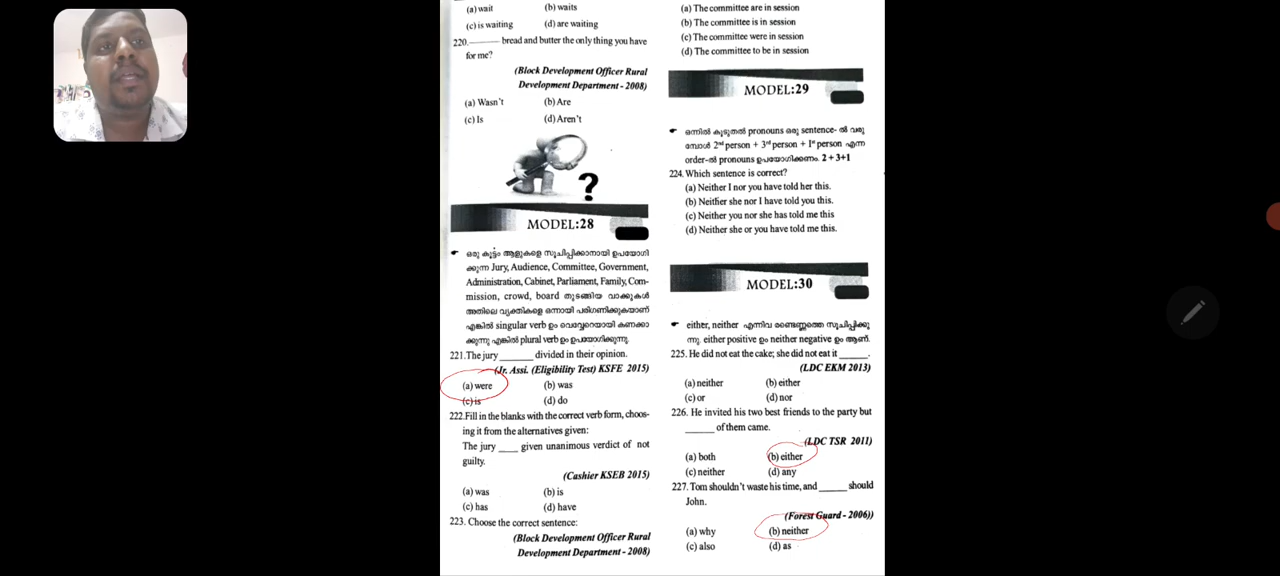 (a) wait (b) waits
(c) is waiting (d) are waiting
220. ——— bread and butter the only thing you have
for me?
(Block Development Officer Rural
Development Department - 2008)
(a) Wasn't (b) Are
(c) Is (d) Aren't
?
MODEL:28
ഒരു കൂട്ടം ആളുകളെ സൂചിപ്പിക്കാനായി ഉപയോഗി
ക്കുന്ന Jury, Audience, Committee, Government,
Administration, Cabinet, Parliament, Family, Com-
mission, crowd, board തുടങ്ങിയ വാക്കുകൾ
അതിലെ വ്യക്തികളെ ഒന്നായി പരിഗണിക്കുകയാണ്
എങ്കിൽ singular verb ഉം വെവ്വേറെയായി കണക്കാ
ക്കുന്നു എങ്കിൽ plural verb ഉം ഉപയോഗിക്കുന്നു.
221.The jury ______ divided in their opinion.
(Jr. Assi. (Eligibility Test) KSFE 2015)
(a) were (b) was
(c) is (d) do
222.Fill in the blanks with the correct verb form, choos-
ing it from the alternatives given:
The jury ____ given unanimous verdict of not
guilty.
(Cashier KSEB 2015)
(a) was (b) is
(c) has (d) have
223. Choose the correct sentence:
(Block Development Officer Rural
Development Department - 2008)
(a) The committee are in session
(b) The committee is in session
(c) The committee were in session
(d) The committee to be in session
MODEL:29
ഒന്നിൽ കൂടുതൽ pronouns ഒരു sentence- ൽ വരു
മ്പോൾ 2nd person + 3rd person + 1st person എന്ന
order-ൽ pronouns ഉപയോഗിക്കണം. 2 + 3+1
224. Which sentence is correct?
(a) Neither I nor you have told her this.
(b) Neither she nor I have told you this.
(c) Neither you nor she has told me this
(d) Neither she or you have told me this.
MODEL:30
either, neither എന്നിവ രണ്ടെണ്ണത്തെ സൂചിപ്പിക്കു
ന്നു. either positive ഉം neither negative ഉം ആണ്.
225. He did not eat the cake; she did not eat it ______.
(LDC EKM 2013)
(a) neither (b) either
(c) or (d) nor
226. He invited his two best friends to the party but
______ of them came.
(LDC TSR 2011)
(a) both (b) either
(c) neither (d) any
227. Tom shouldn't waste his time, and ______ should
John.
(Forest Guard - 2006))
(a) why (b) neither
(c) also (d) as